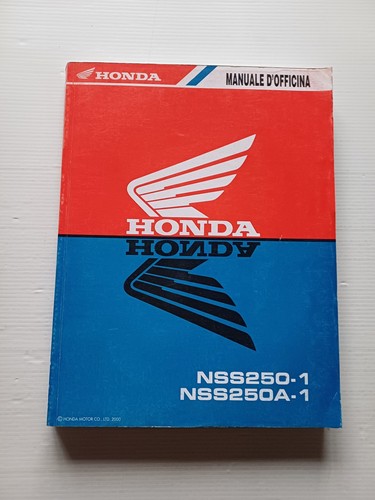 HONDA
MANUALE D'OFFICINA
HONDA
HONDA
NSS250-1
NSS250A-1
© HONDA MOTOR CO., LTD. 2000